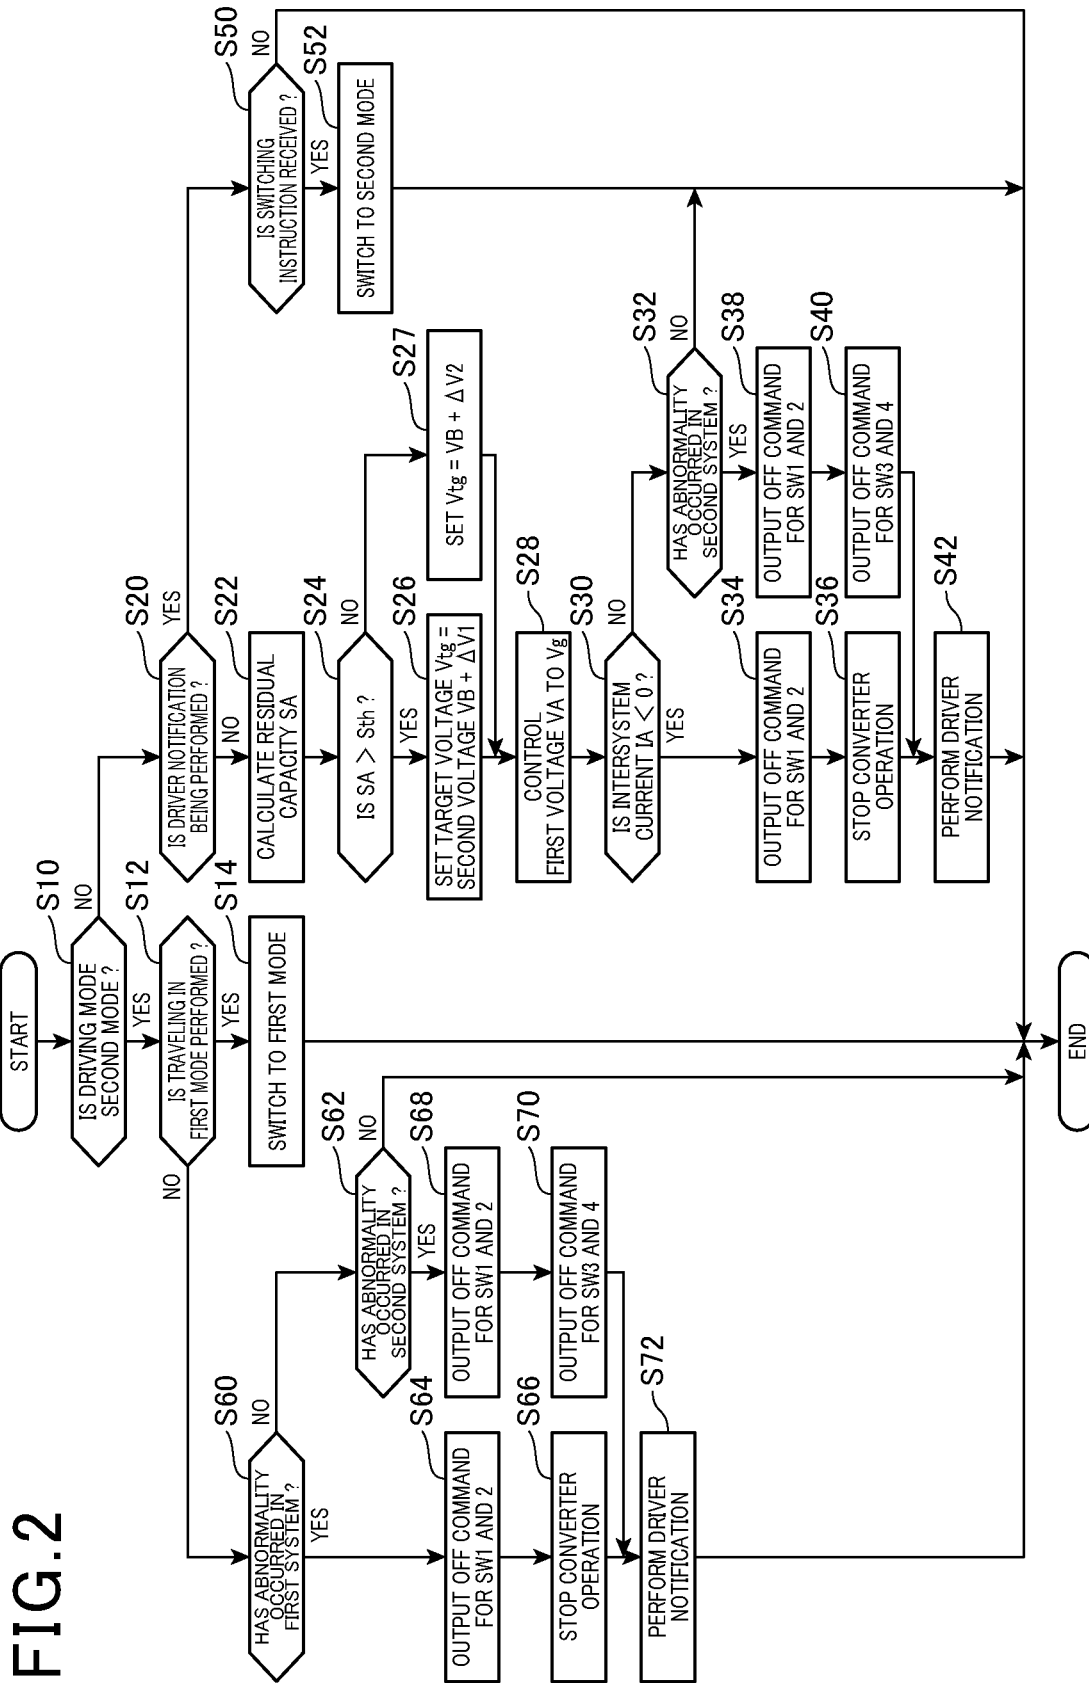 FIG.2
START
S10
IS DRIVING MODE
SECOND MODE ?
NO
YES
S12
IS TRAVELING IN
FIRST MODE PERFORMED ?
NO
YES
S14
SWITCH TO FIRST MODE
S20
IS DRIVER NOTIFICATION
BEING PERFORMED ?
YES
NO
S22
CALCULATE RESIDUAL
CAPACITY SA
S24
IS SA > Sth ?
NO
YES
S26
SET TARGET VOLTAGE Vtg =
SECOND VOLTAGE VB + ΔV1
S27
SET Vtg = VB + ΔV2
S28
CONTROL
FIRST VOLTAGE VA TO Vg
S30
IS INTERSYSTEM
CURRENT IA < 0 ?
NO
YES
S32
HAS ABNORMALITY
OCCURRED IN
SECOND SYSTEM ?
NO
YES
S34
OUTPUT OFF COMMAND
FOR SW1 AND 2
S36
STOP CONVERTER
OPERATION
S38
OUTPUT OFF COMMAND
FOR SW1 AND 2
S40
OUTPUT OFF COMMAND
FOR SW3 AND 4
S42
PERFORM DRIVER
NOTIFICATION
S50
IS SWITCHING
INSTRUCTION RECEIVED ?
NO
YES
S52
SWITCH TO SECOND MODE
S60
HAS ABNORMALITY
OCCURRED IN
FIRST SYSTEM ?
NO
YES
S62
HAS ABNORMALITY
OCCURRED IN
SECOND SYSTEM ?
NO
YES
S64
OUTPUT OFF COMMAND
FOR SW1 AND 2
S66
STOP CONVERTER
OPERATION
S68
OUTPUT OFF COMMAND
FOR SW1 AND 2
S70
OUTPUT OFF COMMAND
FOR SW3 AND 4
S72
PERFORM DRIVER
NOTIFICATION
END